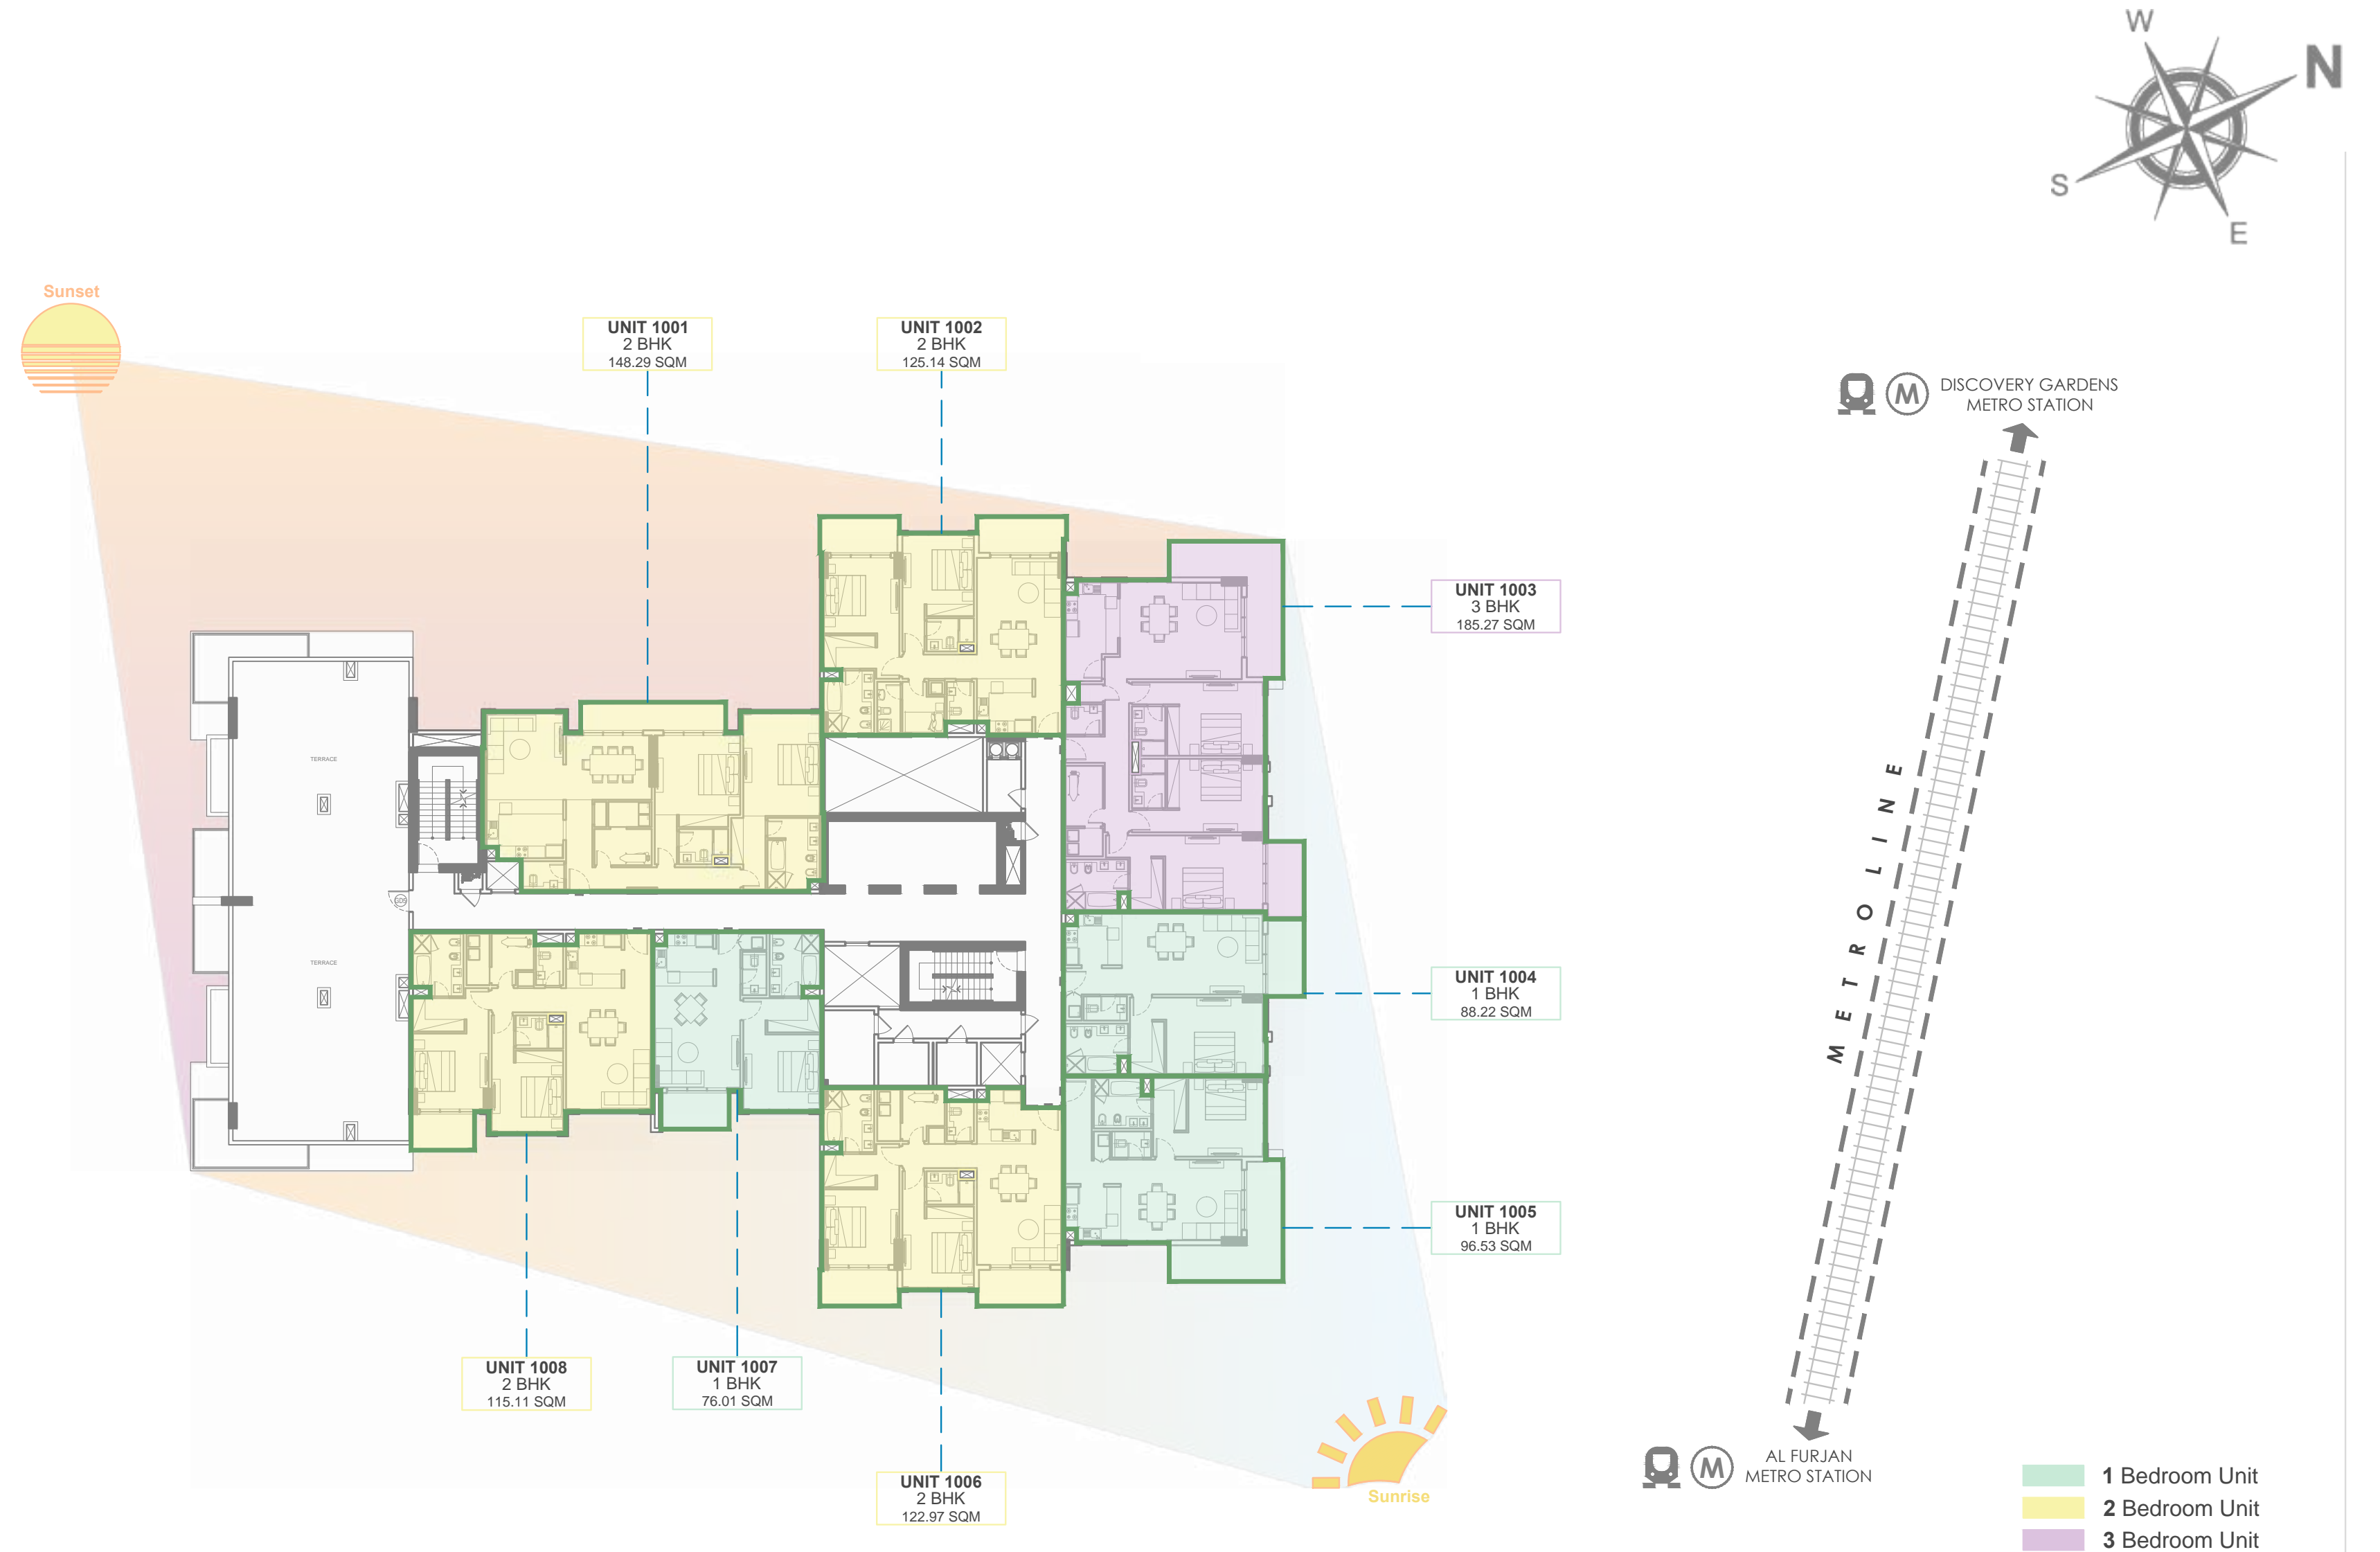 W
N
S
E
Sunset
UNIT 1001
2 BHK
148.29 SQM
UNIT 1002
2 BHK
125.14 SQM
DISCOVERY GARDENS
METRO STATION
M
UNIT 1003
3 BHK
185.27 SQM
TERRACE
TERRACE
METRO LINE
UNIT 1004
1 BHK
88.22 SQM
UNIT 1005
1 BHK
96.53 SQM
UNIT 1008
2 BHK
115.11 SQM
UNIT 1007
1 BHK
76.01 SQM
UNIT 1006
2 BHK
122.97 SQM
Sunrise
M
AL FURJAN
METRO STATION
1 Bedroom Unit
2 Bedroom Unit
3 Bedroom Unit